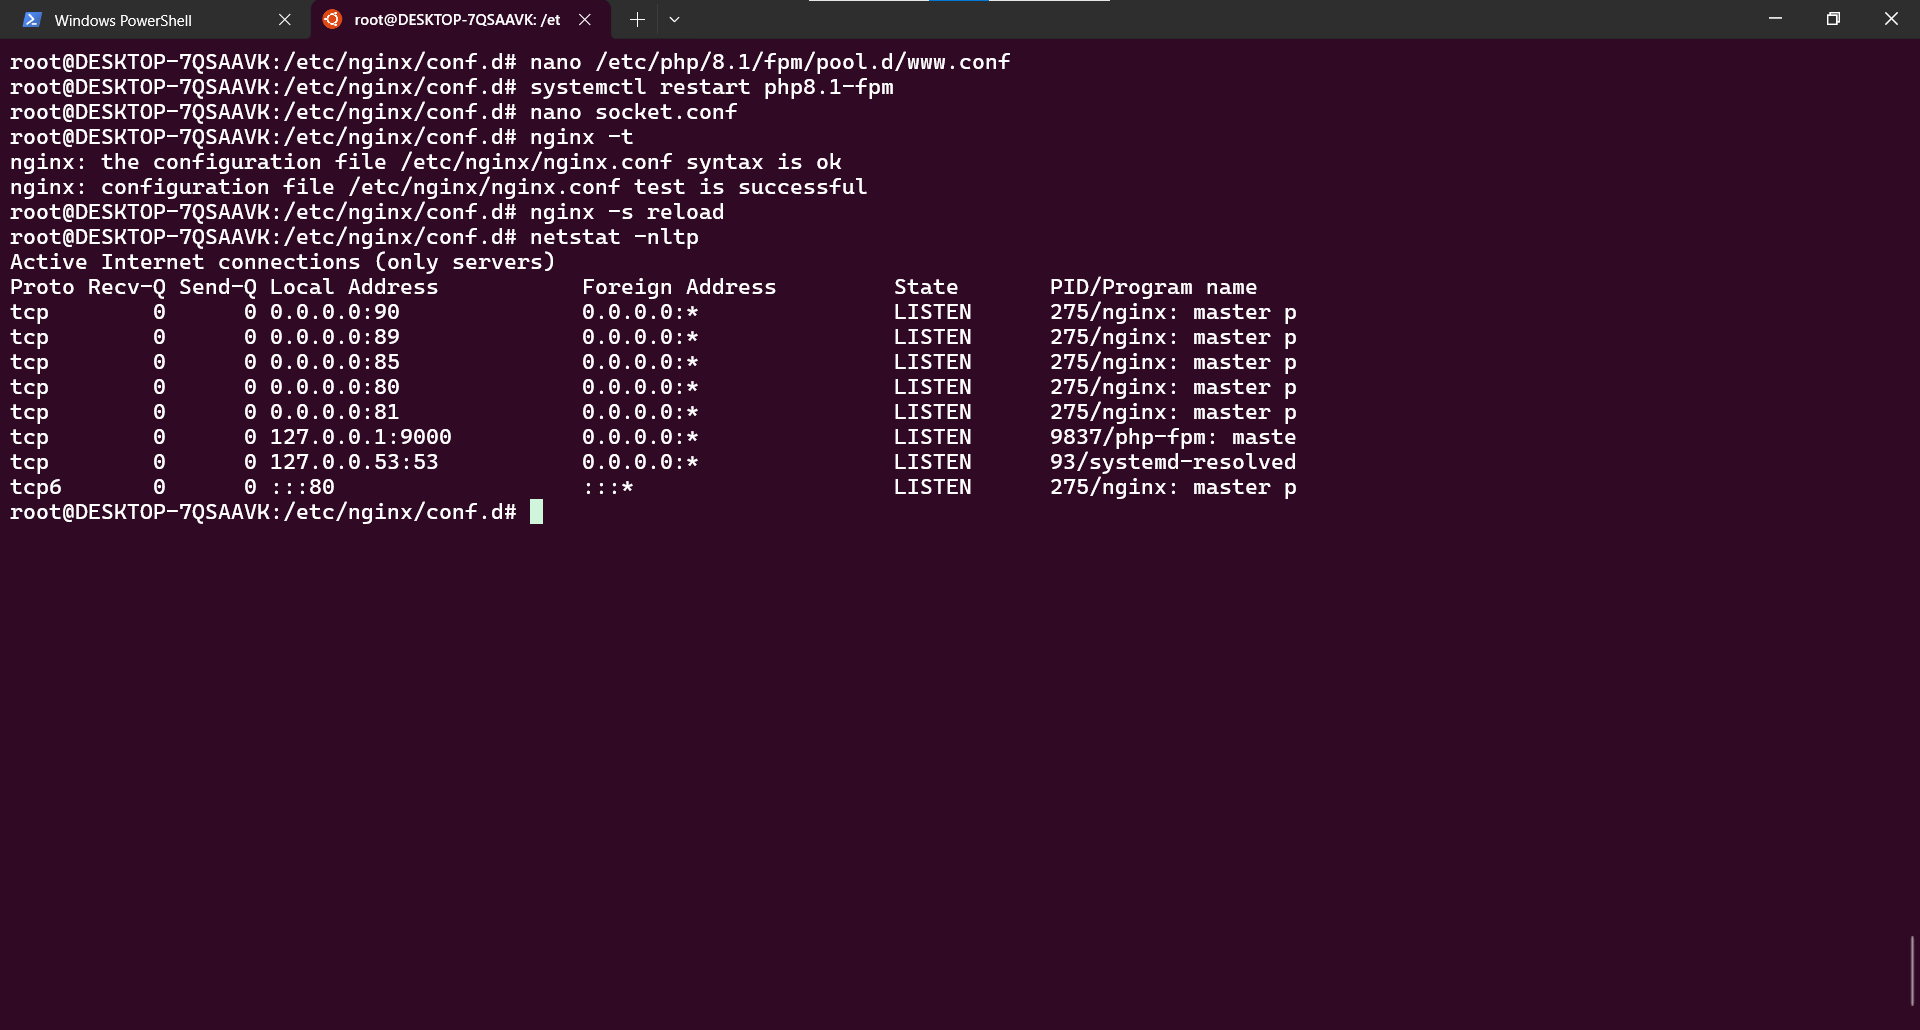 Windows PowerShell
root@DESKTOP-7QSAAVK: /et
root@DESKTOP-7QSAAVK:/etc/nginx/conf.d# nano /etc/php/8.1/fpm/pool.d/www.conf
root@DESKTOP-7QSAAVK:/etc/nginx/conf.d# systemctl restart php8.1-fpm
root@DESKTOP-7QSAAVK:/etc/nginx/conf.d# nano socket.conf
root@DESKTOP-7QSAAVK:/etc/nginx/conf.d# nginx -t
nginx: the configuration file /etc/nginx/nginx.conf syntax is ok
nginx: configuration file /etc/nginx/nginx.conf test is successful
root@DESKTOP-7QSAAVK:/etc/nginx/conf.d# nginx -s reload
root@DESKTOP-7QSAAVK:/etc/nginx/conf.d# netstat -nltp
Active Internet connections (only servers)
Proto Recv-Q Send-Q Local Address           Foreign Address         State       PID/Program name
tcp        0      0 0.0.0.0:90              0.0.0.0:*               LISTEN      275/nginx: master p
tcp        0      0 0.0.0.0:89              0.0.0.0:*               LISTEN      275/nginx: master p
tcp        0      0 0.0.0.0:85              0.0.0.0:*               LISTEN      275/nginx: master p
tcp        0      0 0.0.0.0:80              0.0.0.0:*               LISTEN      275/nginx: master p
tcp        0      0 0.0.0.0:81              0.0.0.0:*               LISTEN      275/nginx: master p
tcp        0      0 127.0.0.1:9000          0.0.0.0:*               LISTEN      9837/php-fpm: maste
tcp        0      0 127.0.0.53:53           0.0.0.0:*               LISTEN      93/systemd-resolved
tcp6       0      0 :::80                   :::*                    LISTEN      275/nginx: master p
root@DESKTOP-7QSAAVK:/etc/nginx/conf.d#